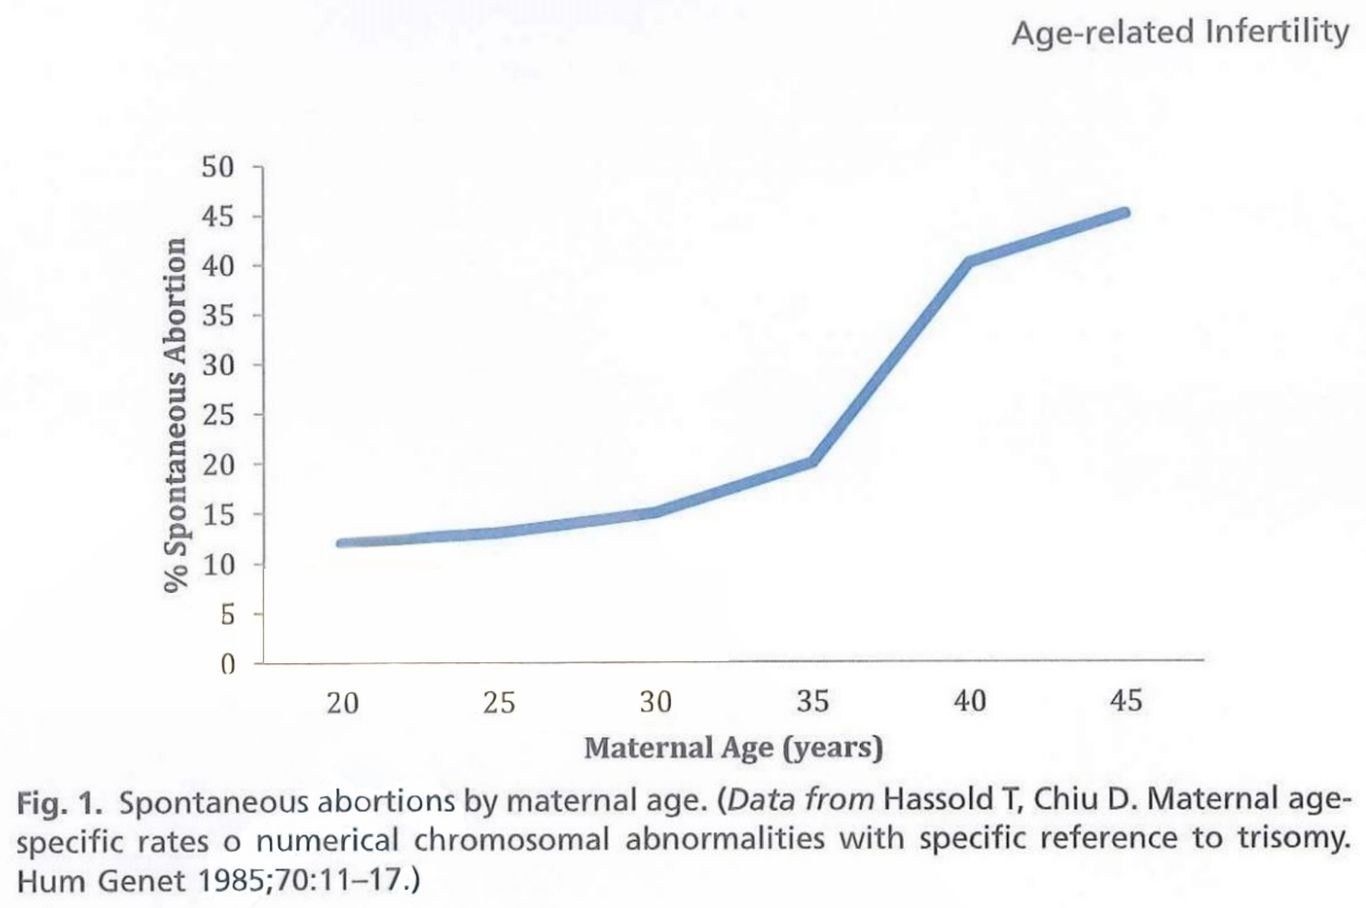 Age-related Infertility
50
45
40
35
30
25
20
15
10
5
0
% Spontaneous Abortion
20 25 30 35 40 45
Maternal Age (years)
Fig. 1. Spontaneous abortions by maternal age. (Data from Hassold T, Chiu D. Maternal age-
specific rates o numerical chromosomal abnormalities with specific reference to trisomy.
Hum Genet 1985;70:11–17.)